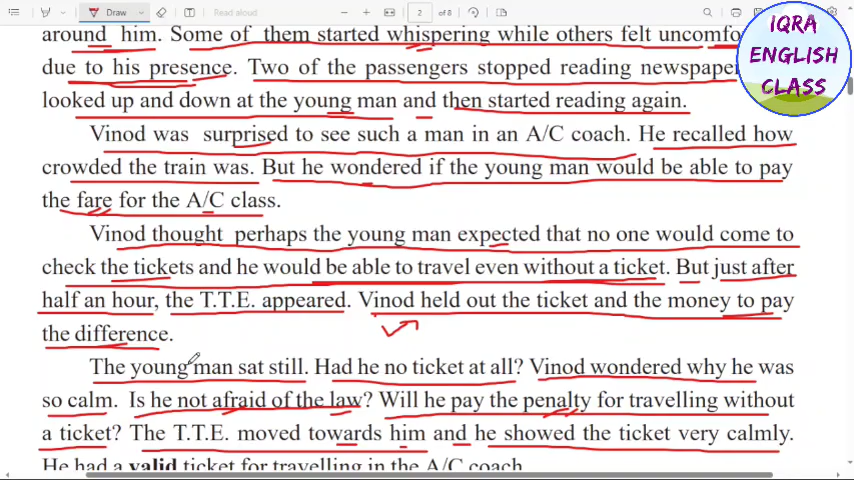 Draw
Read aloud
2 of 8
IQRA
ENGLISH
CLASS
around him. Some of them started whispering while others felt
due to his presence. Two of the passengers stopped reading
looked up and down at the young man and then started reading again.
Vinod was surprised to see such a man in an A/C coach. He recalled how
crowded the train was. But he wondered if the young man would be able to pay
the fare for the A/C class.
Vinod thought perhaps the young man expected that no one would come to
check the tickets and he would be able to travel even without a ticket. But just after
half an hour, the T.T.E. appeared. Vinod held out the ticket and the money to pay
the difference.
The young man sat still. Had he no ticket at all? Vinod wondered why he was
so calm. Is he not afraid of the law? Will he pay the penalty for travelling without
a ticket? The T.T.E. moved towards him and he showed the ticket very calmly.
He had a valid ticket for travelling in the A/C coach.